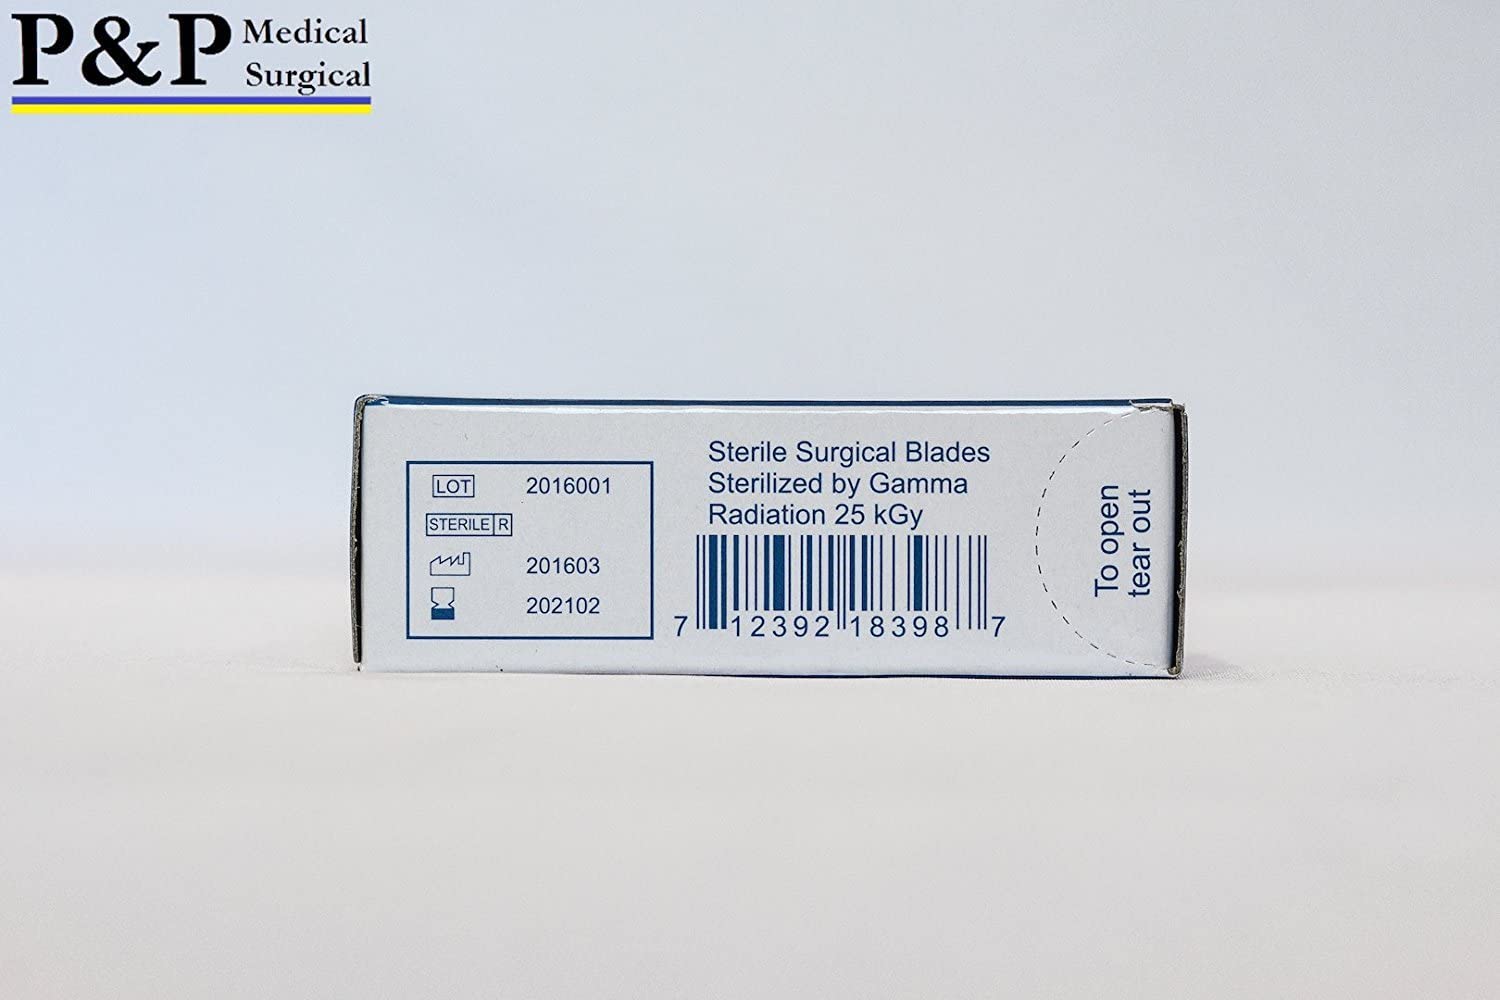 P&P Medical
Surgical
LOT 2016001
STERILE R
201603
202102
Sterile Surgical Blades
Sterilized by Gamma
Radiation 25 kGy
7 12392 18398 7
To open
tear out